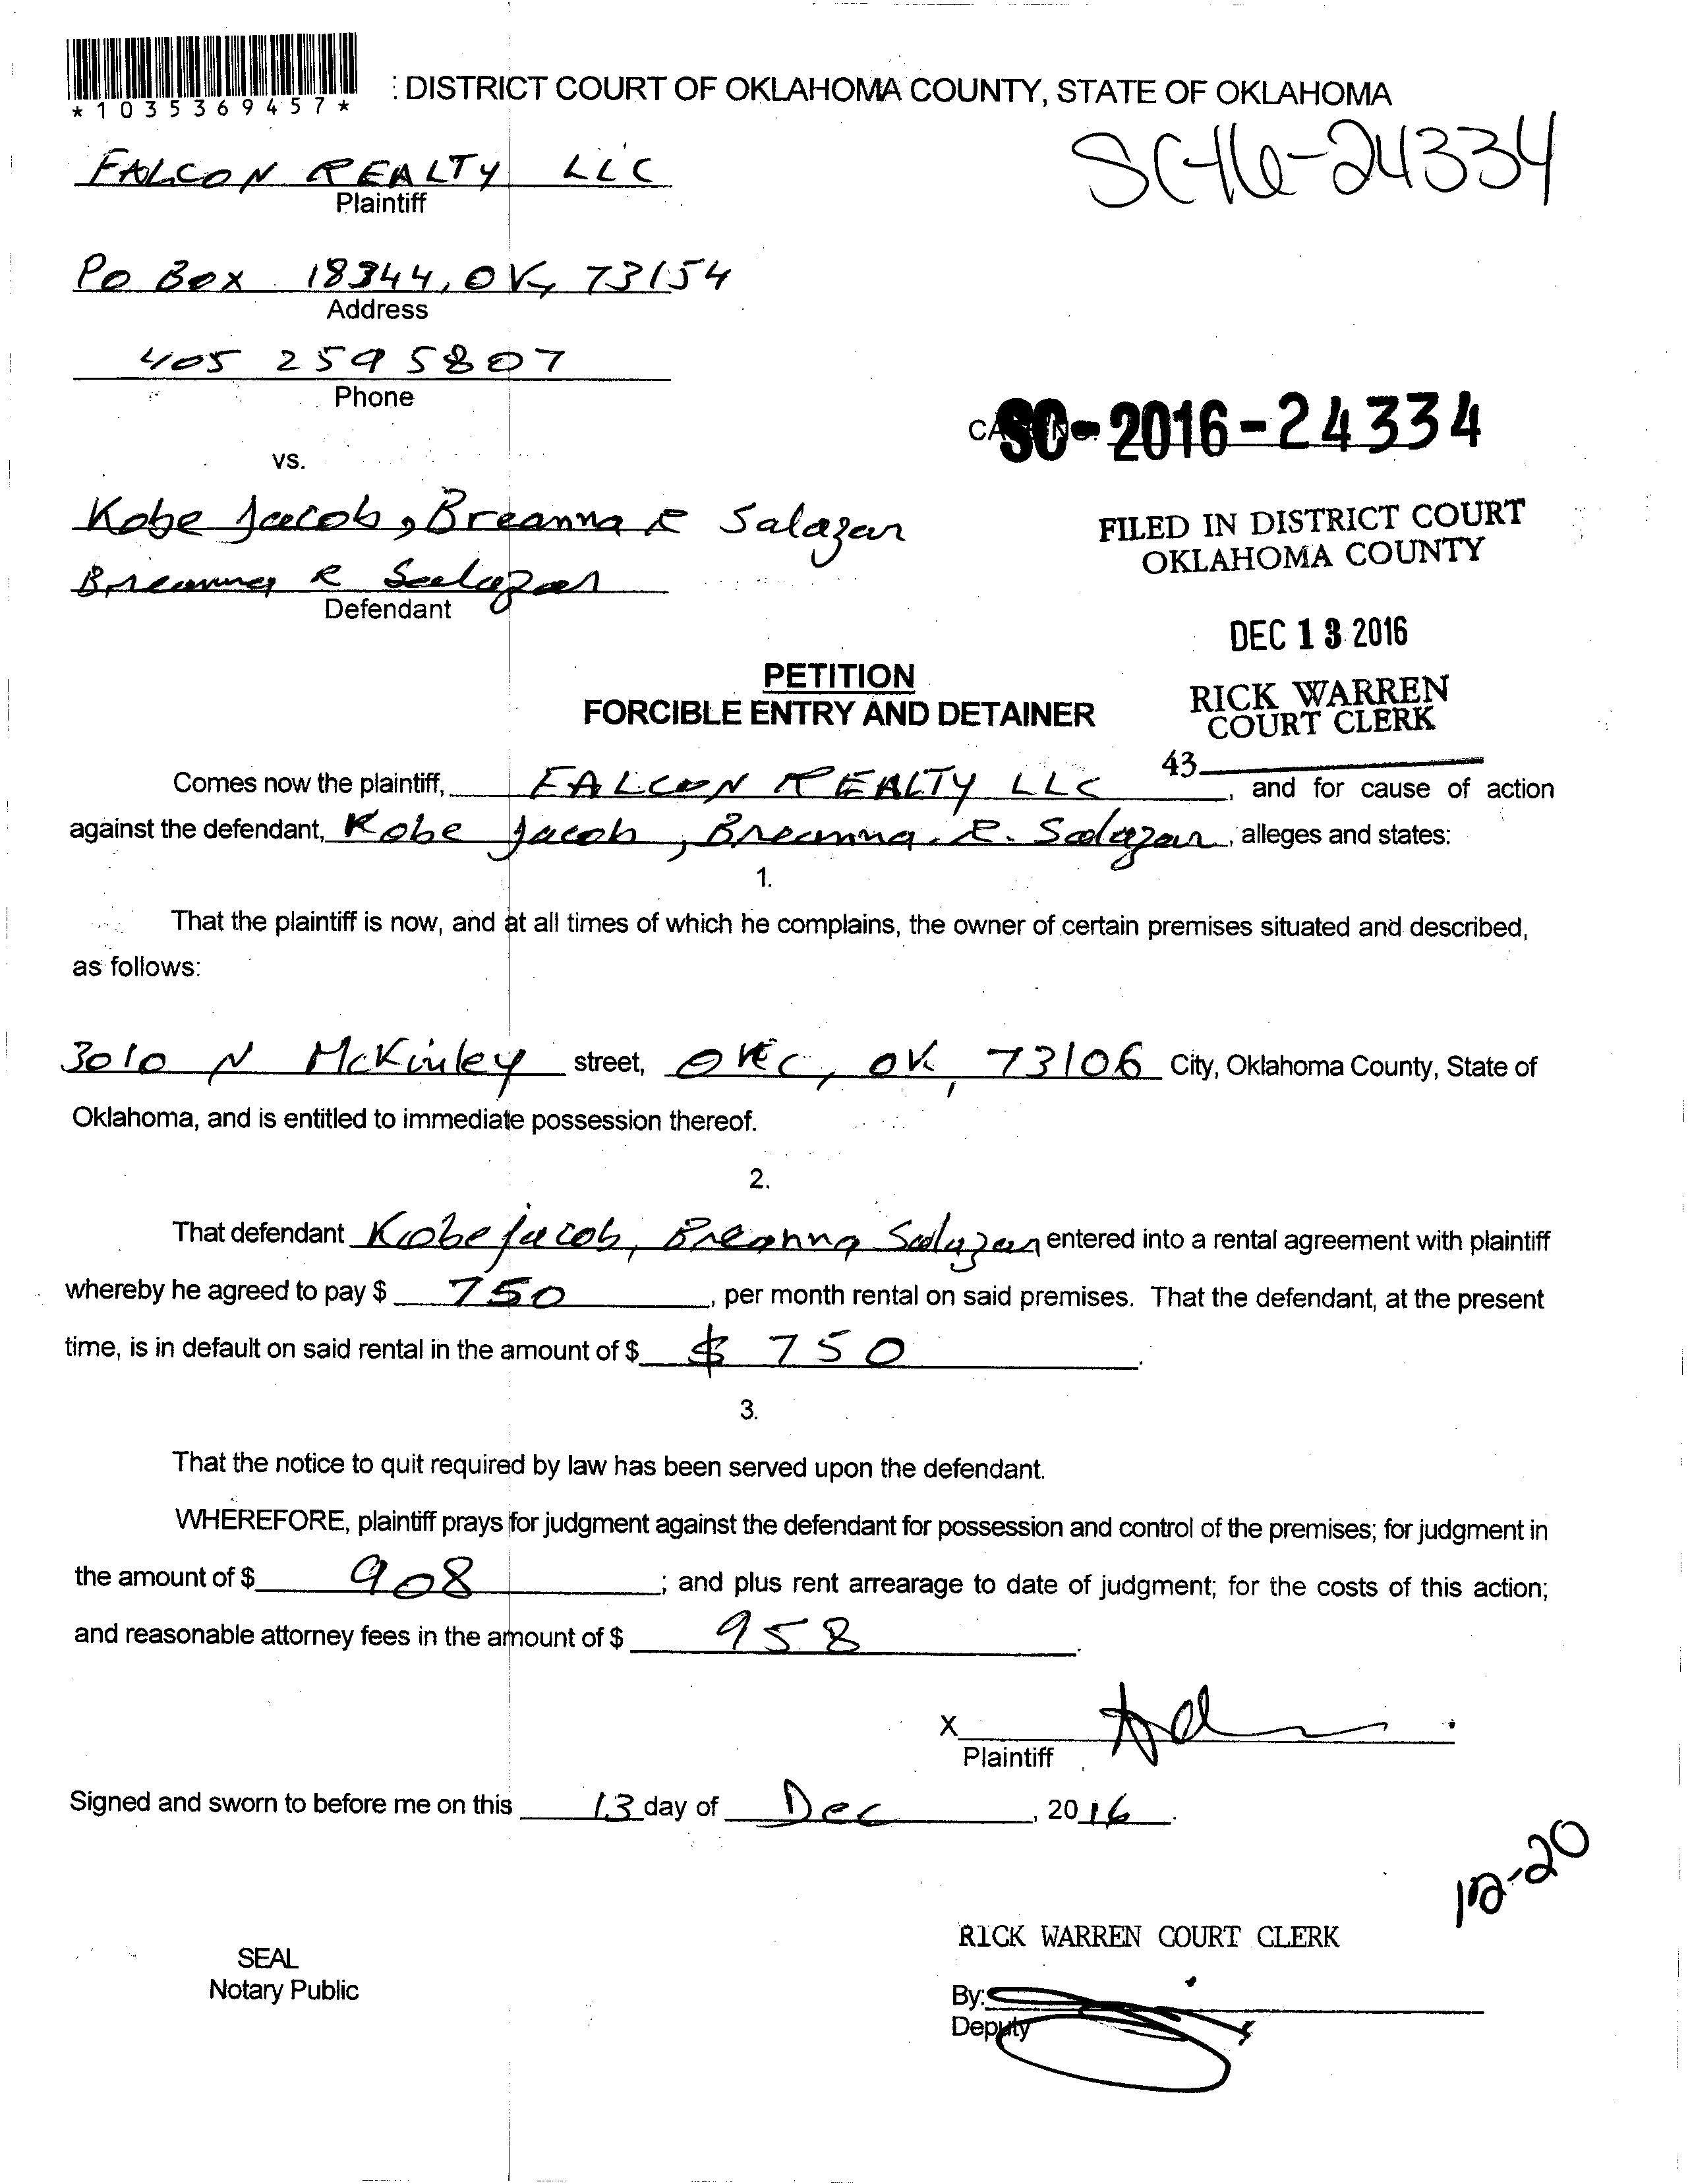 *1035369457*
: DISTRICT COURT OF OKLAHOMA COUNTY, STATE OF OKLAHOMA
SC-16-24334
FALCON REALTY LLC
Plaintiff
PO Box 18344, OK, 73154
Address
405 259 5807
Phone
SC-2016-24334
vs.
Kobe Jacob, Breanna R Salazar
FILED IN DISTRICT COURT
OKLAHOMA COUNTY
Breanna R Salazar
Defendant
DEC 13 2016
PETITION
RICK WARREN
FORCIBLE ENTRY AND DETAINER
COURT CLERK
43
Comes now the plaintiff, FALCON REALTY LLC, and for cause of action
against the defendant, Kobe Jacob, Breanna. R. Salazar, alleges and states:
1.
That the plaintiff is now, and at all times of which he complains, the owner of certain premises situated and described,
as follows:
3010 N McKinley street, OKC, OK, 73106 City, Oklahoma County, State of
Oklahoma, and is entitled to immediate possession thereof.
2.
That defendant Kobe Jacob, Breanna Salazar entered into a rental agreement with plaintiff
whereby he agreed to pay $ 750, per month rental on said premises. That the defendant, at the present
time, is in default on said rental in the amount of $ $ 750.
3.
That the notice to quit required by law has been served upon the defendant.
WHEREFORE, plaintiff prays for judgment against the defendant for possession and control of the premises; for judgment in
the amount of $ 908; and plus rent arrearage to date of judgment; for the costs of this action;
and reasonable attorney fees in the amount of $ 958.
X
Plaintiff
Signed and sworn to before me on this 13 day of Dec, 2016.
12-20
RICK WARREN COURT CLERK
SEAL
Notary Public
By:
Deputy